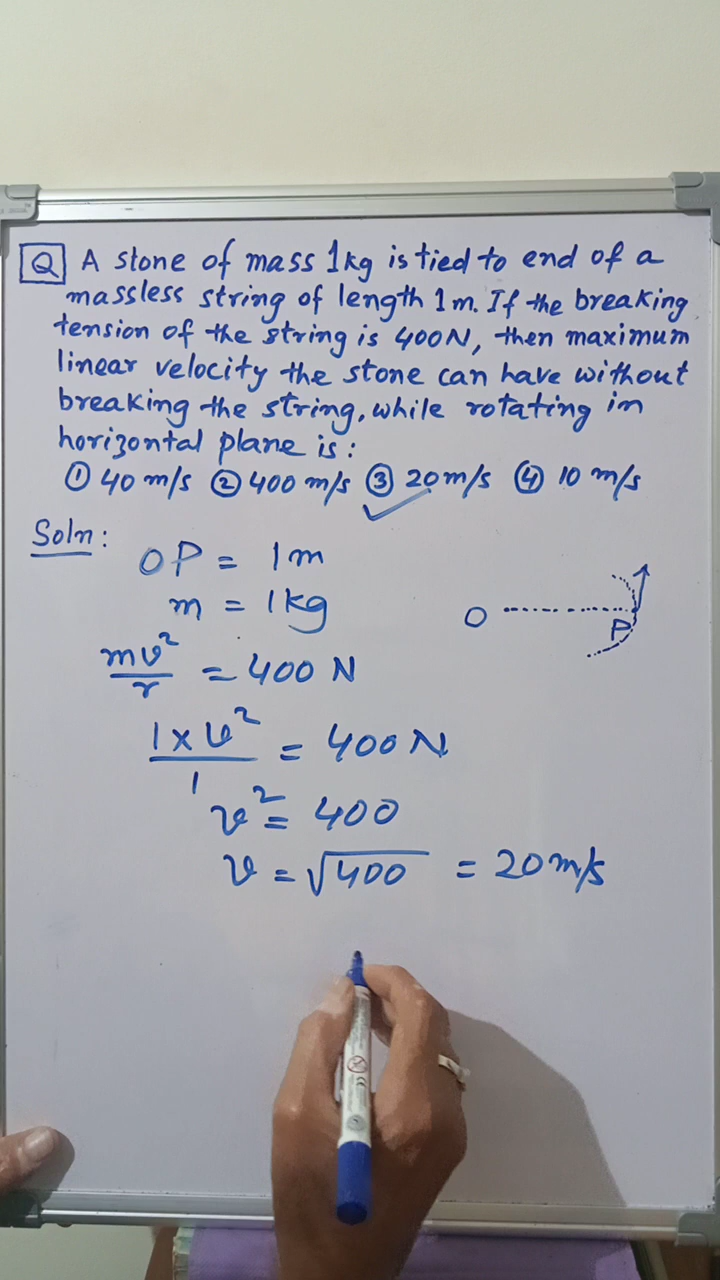 Q A stone of mass 1kg is tied to end of a
massless string of length 1m. If the breaking
tension of the string is 400N, then maximum
linear velocity the stone can have without
breaking the string, while rotating in
horizontal plane is:
① 40 m/s ② 400 m/s ③ 20m/s ④ 10 m/s
Soln:
OP = 1m
m = 1kg
O P
mv²/r = 400 N
1×v²/1 = 400 N
v² = 400
v = √400 = 20m/s